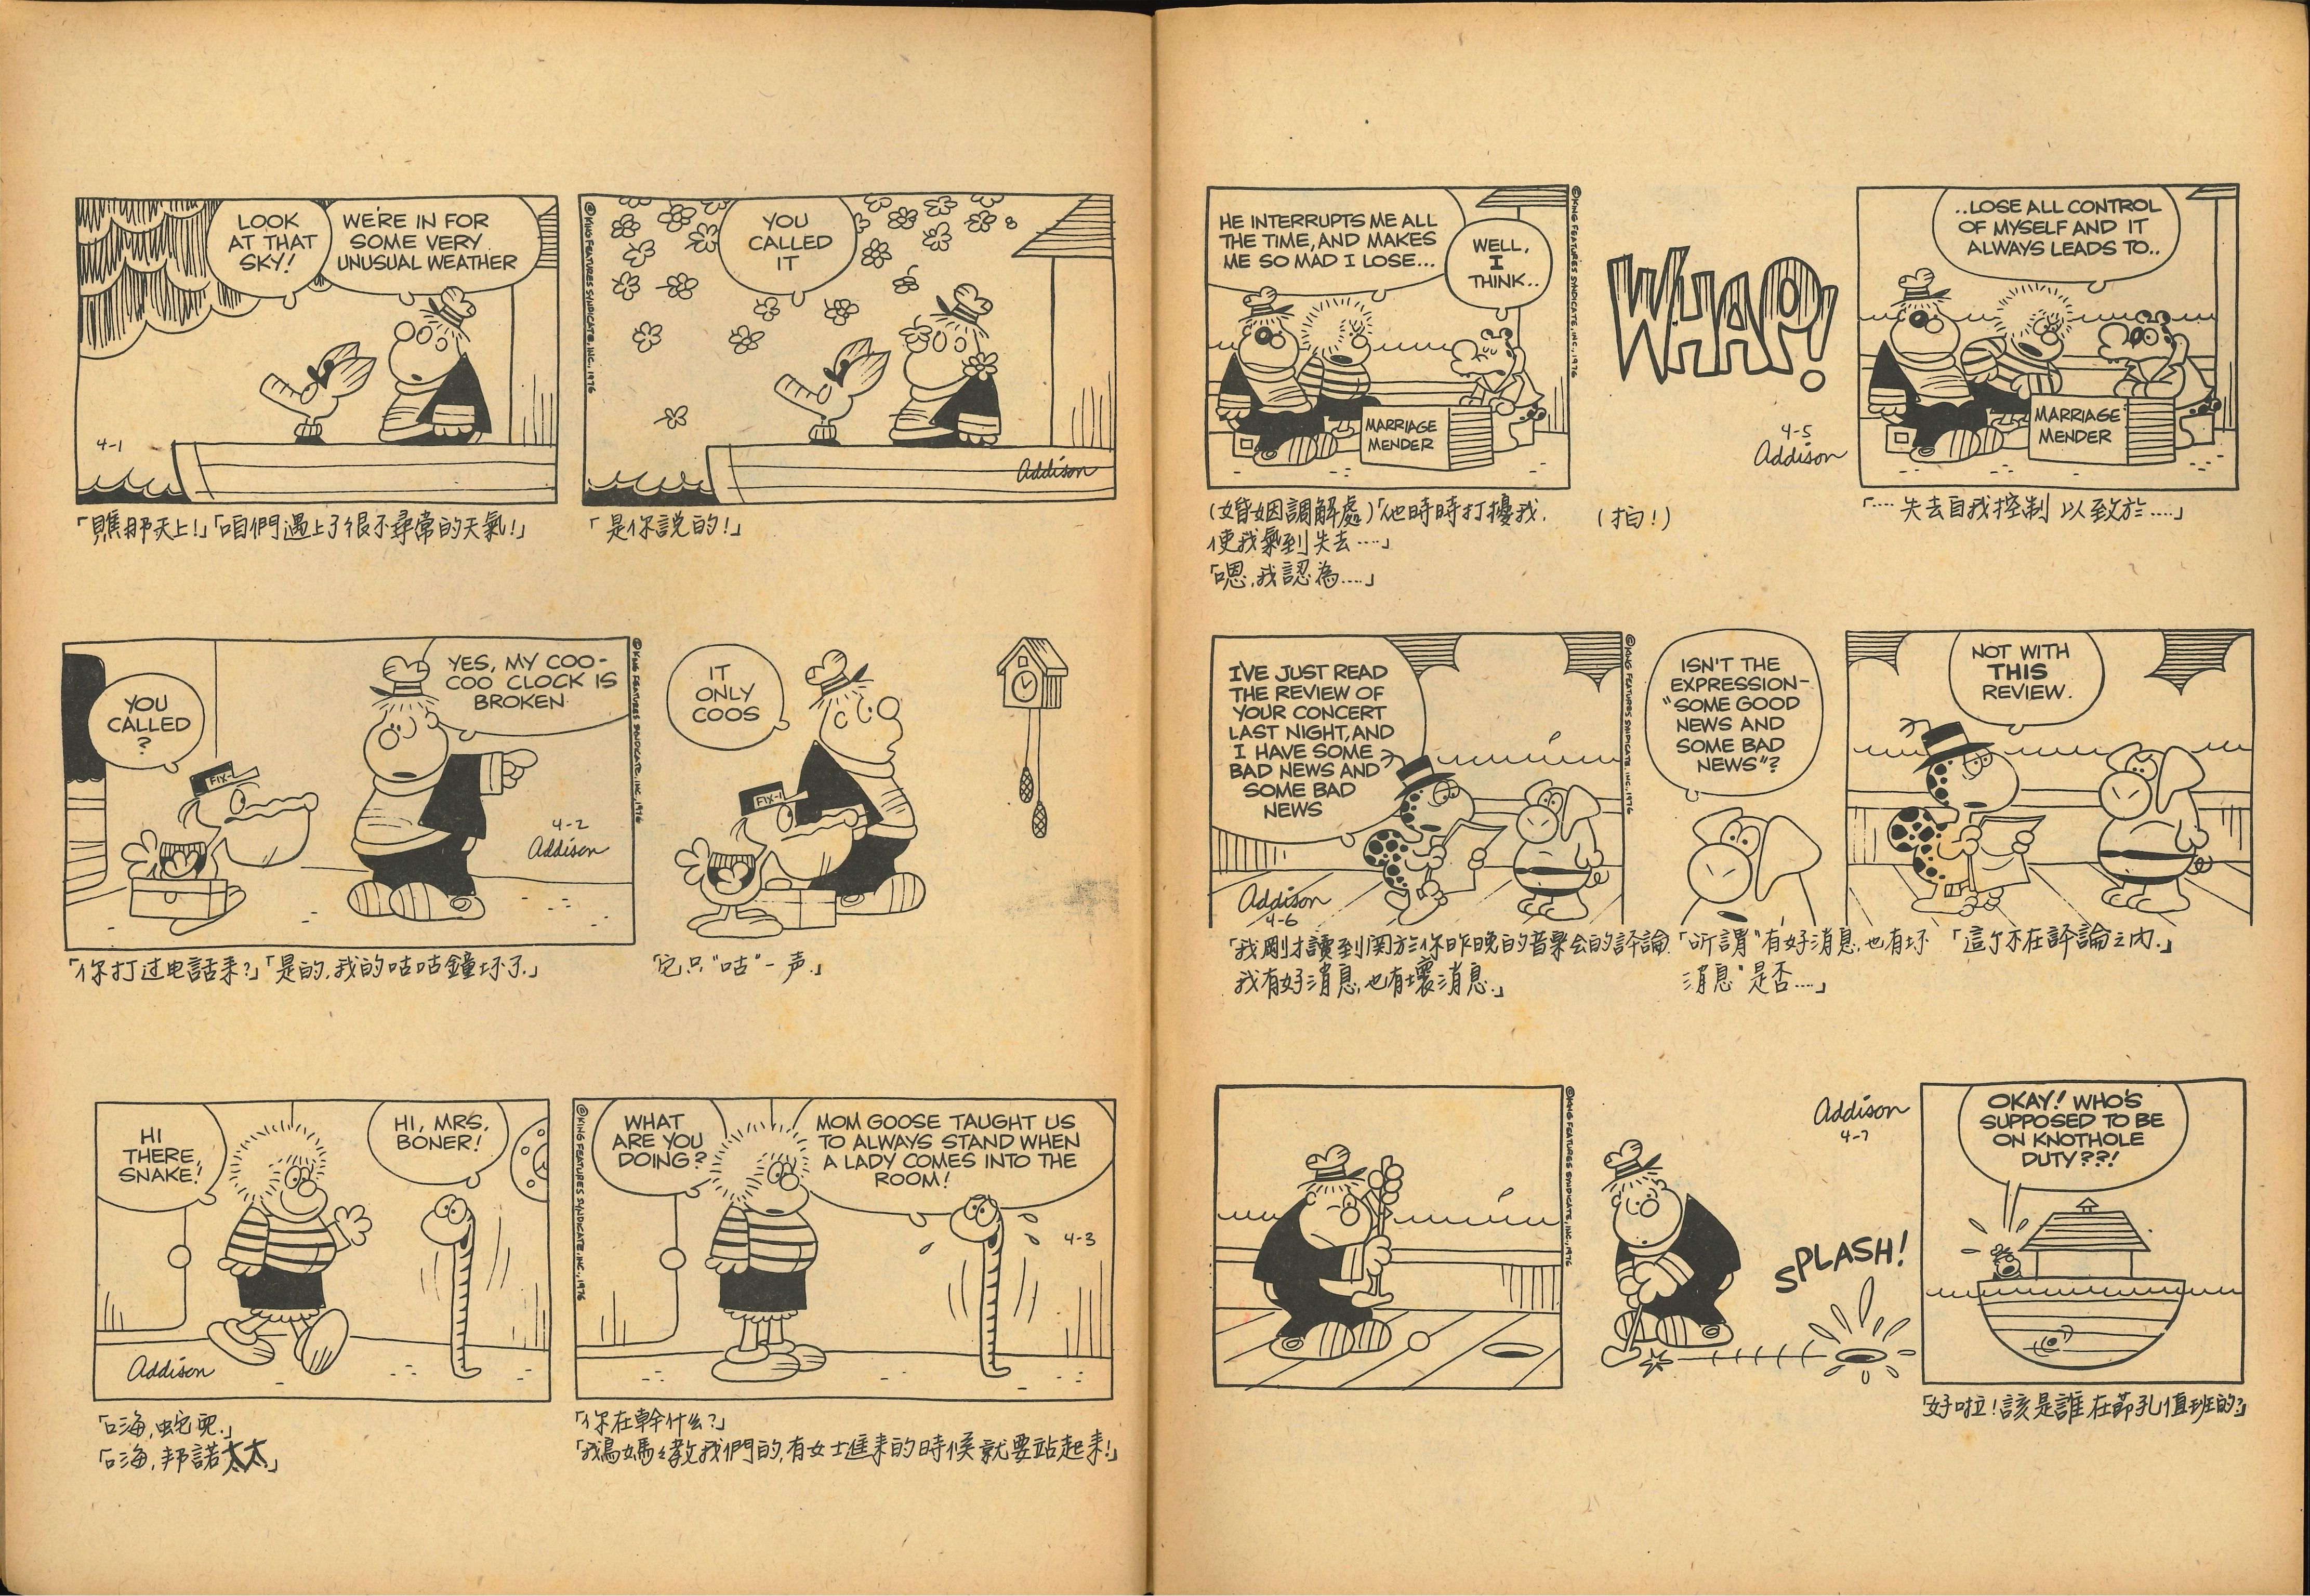 LOOK
AT THAT
SKY!
WE'RE IN FOR
SOME VERY
UNUSUAL WEATHER
4-1
「瞧那天上!」「咱們遇上了很不尋常的天氣!」
©KING FEATURES SYNDICATE, INC., 1976
YOU
CALLED
IT
Addison
「是你説的!」
YOU
CALLED
?
FIX-
YES, MY COO-
COO CLOCK IS
BROKEN
4-2
Addison
「你打过电話来?」「是的,我的咕咕鐘坏了.」
©KING FEATURES SYNDICATE, INC., 1976
IT
ONLY
COOS
FIX-I
「它只"咕"一声.」
HI
THERE,
SNAKE!
HI, MRS.
BONER!
Addison
「嗨,蛇兒.」
「嗨,邦諾太太」
©KING FEATURES SYNDICATE, INC., 1976
WHAT
ARE YOU
DOING?
MOM GOOSE TAUGHT US
TO ALWAYS STAND WHEN
A LADY COMES INTO THE
ROOM!
4-3
「你在幹什么?」
「我鳥媽々教我們的,有女士進来的時候就要站起来!」
HE INTERRUPTS ME ALL
THE TIME, AND MAKES
ME SO MAD I LOSE...
WELL,
I
THINK..
MARRIAGE
MENDER
©KING FEATURES SYNDICATE, INC., 1976
(婚姻調解處)「他時時打擾我.
使我氣到失去....」
「嗯,我認為....」
WHAP!
4-5
Addison
(拍!)
..LOSE ALL CONTROL
OF MYSELF AND IT
ALWAYS LEADS TO..
MARRIAGE
MENDER
「....失去自我控制 以致於....」
I'VE JUST READ
THE REVIEW OF
YOUR CONCERT
LAST NIGHT, AND
I HAVE SOME
BAD NEWS AND
SOME BAD
NEWS
Addison
4-6
©KING FEATURES SYNDICATE, INC., 1976
「我剛才讀到関於你昨晚的音樂会的評論.
我有好消息,也有壞消息.」
ISN'T THE
EXPRESSION-
"SOME GOOD
NEWS AND
SOME BAD
NEWS"?
「所謂"有好消息,也有坏
消息"是否....」
NOT WITH
THIS
REVIEW.
「這个不在評論之内.」
©KING FEATURES SYNDICATE, INC., 1976
Addison
4-7
SPLASH!
OKAY! WHO'S
SUPPOSED TO BE
ON KNOTHOLE
DUTY??!
「好啦!該是誰在節孔值班的?」